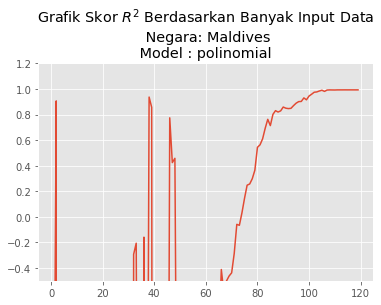 Grafik Skor $R^2$ Berdasarkan Banyak Input Data
Negara: Maldives
Model : polinomial
1.2
1.0
0.8
0.6
0.4
0.2
0.0
−0.2
−0.4
0 20 40 60 80 100 120